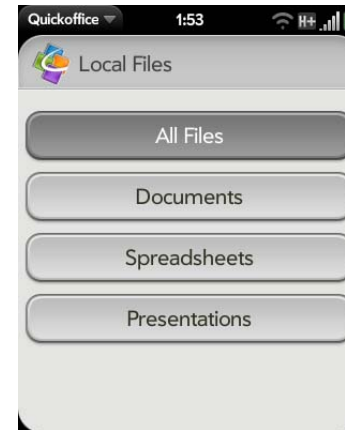 Quickoffice 1:53 H+
Local Files
All Files
Documents
Spreadsheets
Presentations